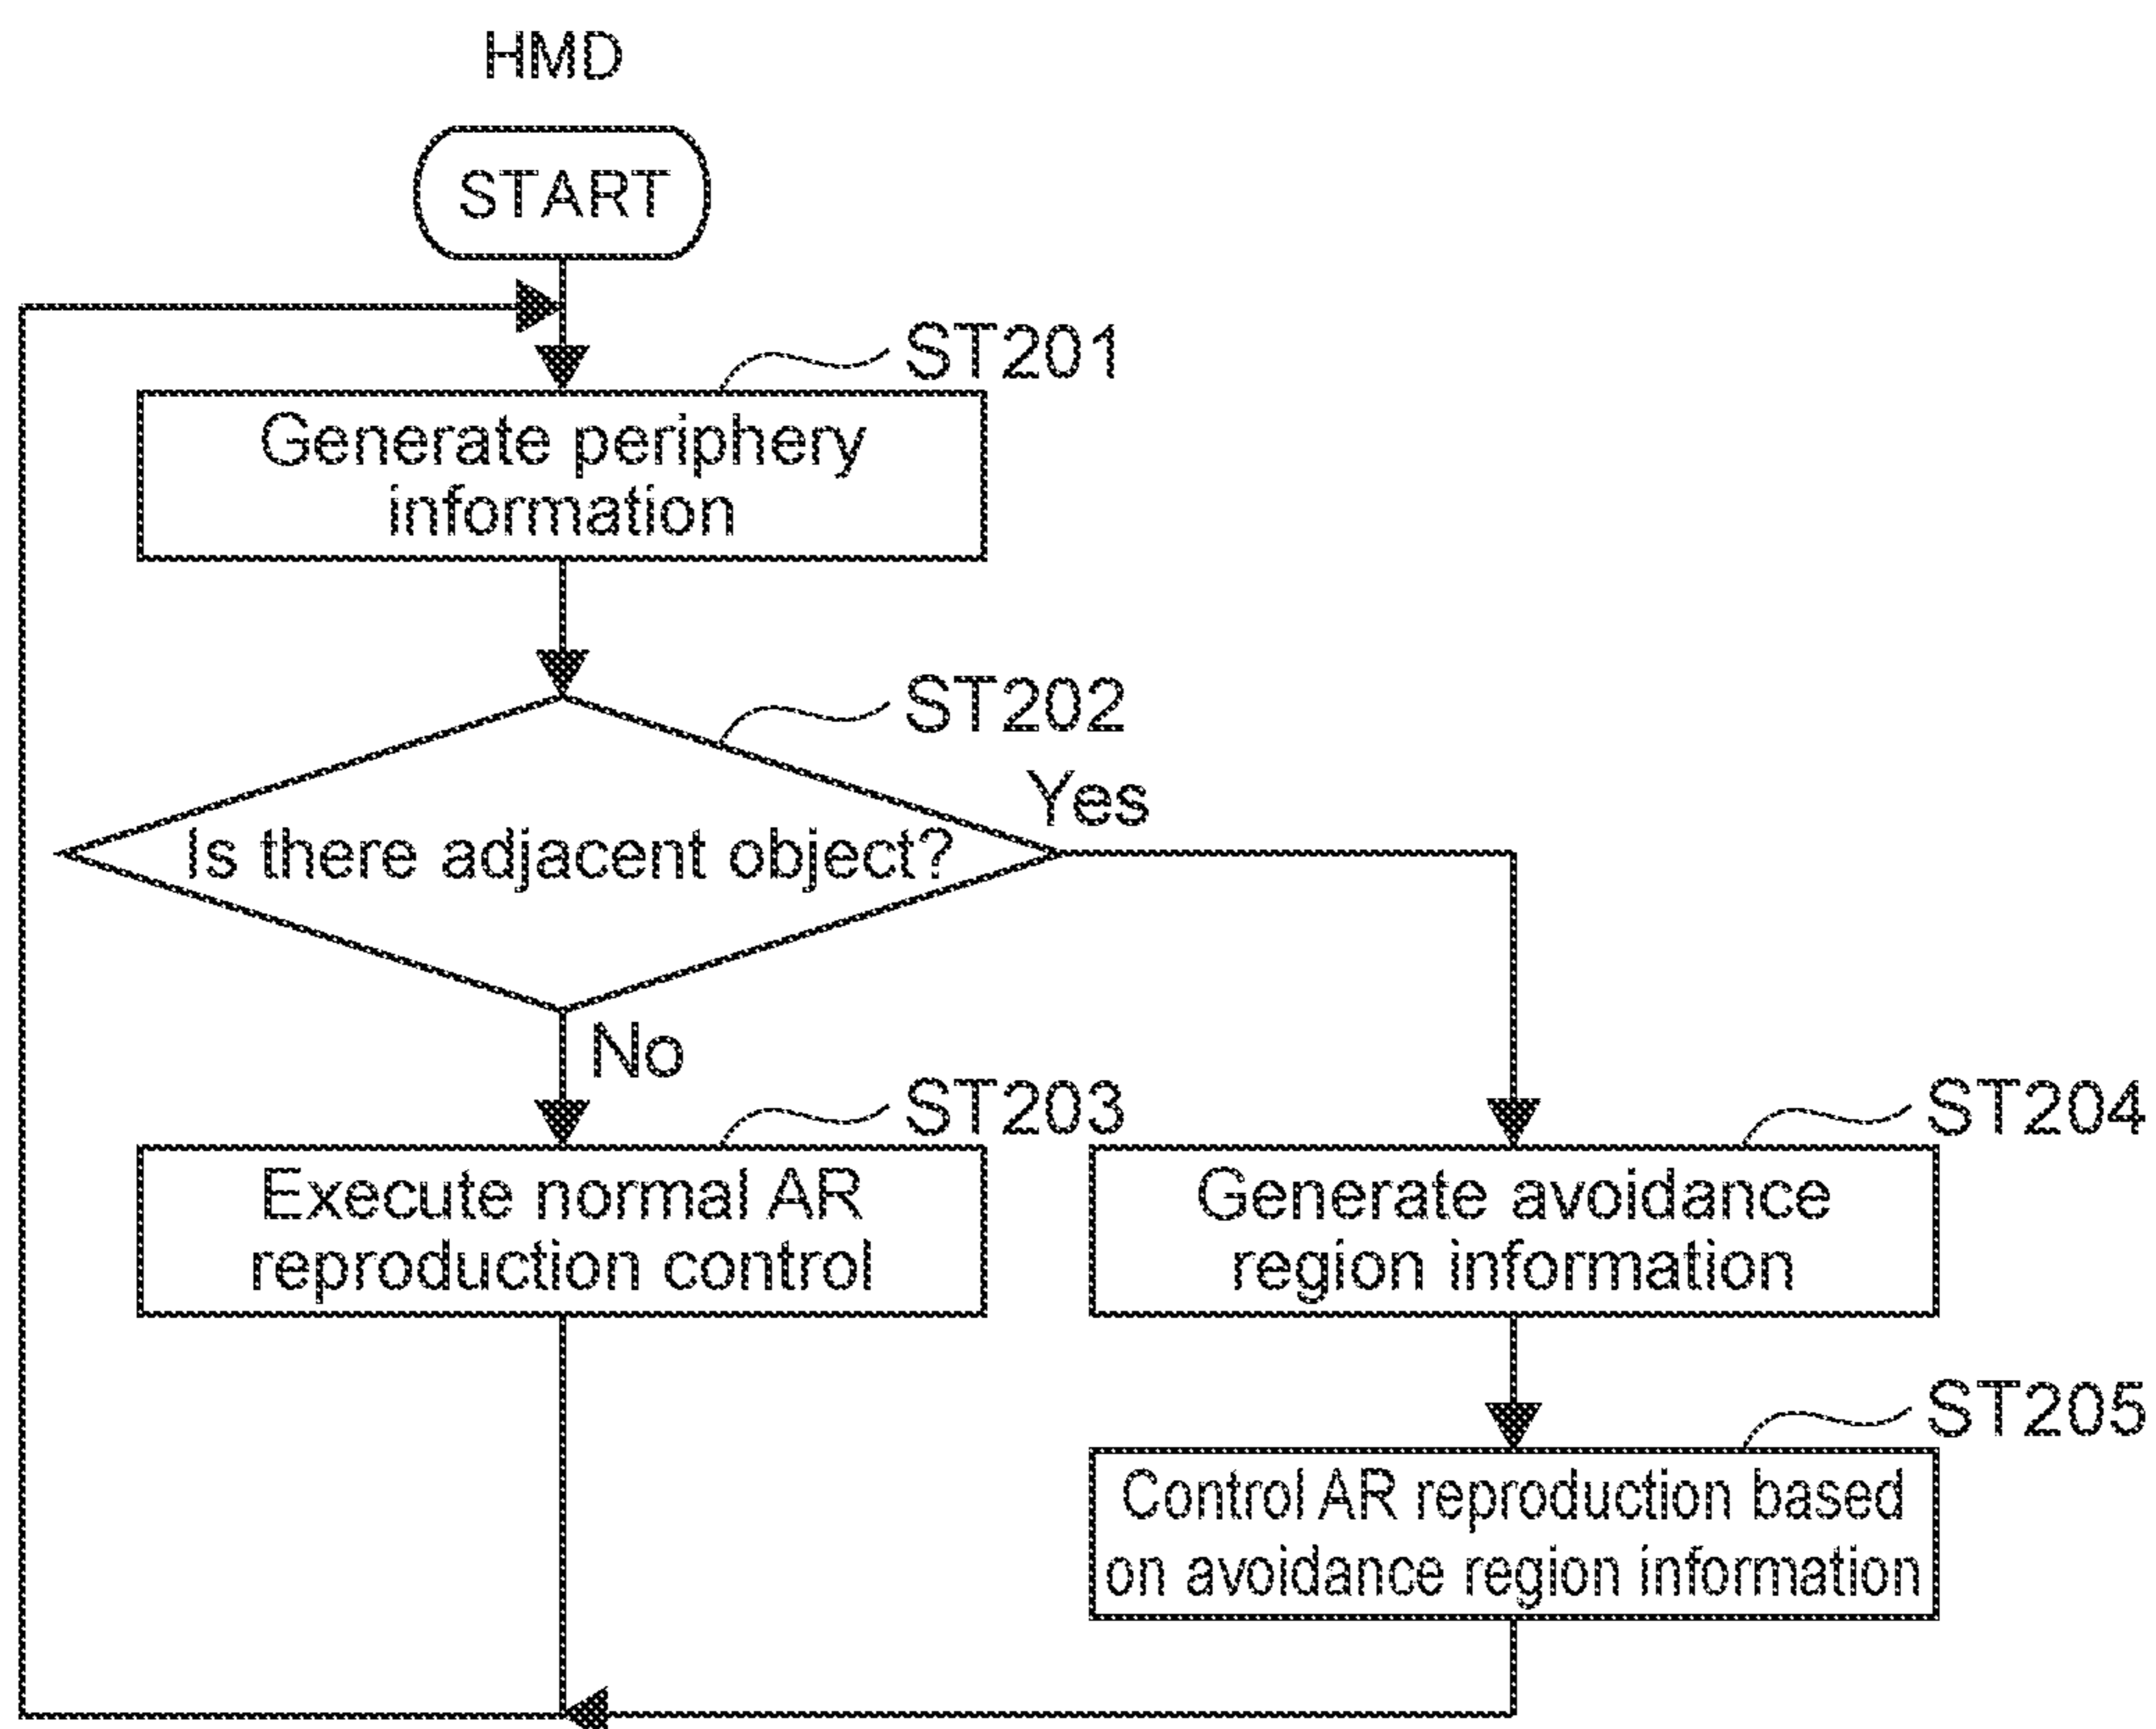 HMD
START
ST201
Generate periphery
information
ST202
Yes
Is there adjacent object?
No
ST203
Execute normal AR
reproduction control
ST204
Generate avoidance
region information
ST205
Control AR reproduction based
on avoidance region information